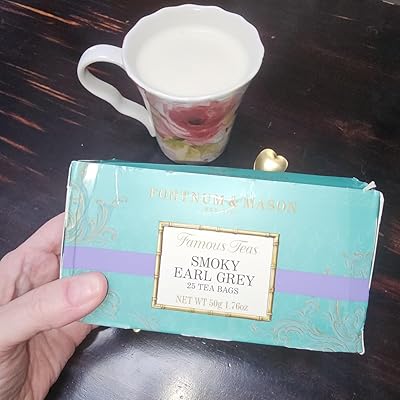 FORTNUM & MASON
Famous Teas
SMOKY
EARL GREY
25 TEA BAGS
NET WT 50g 1.76oz